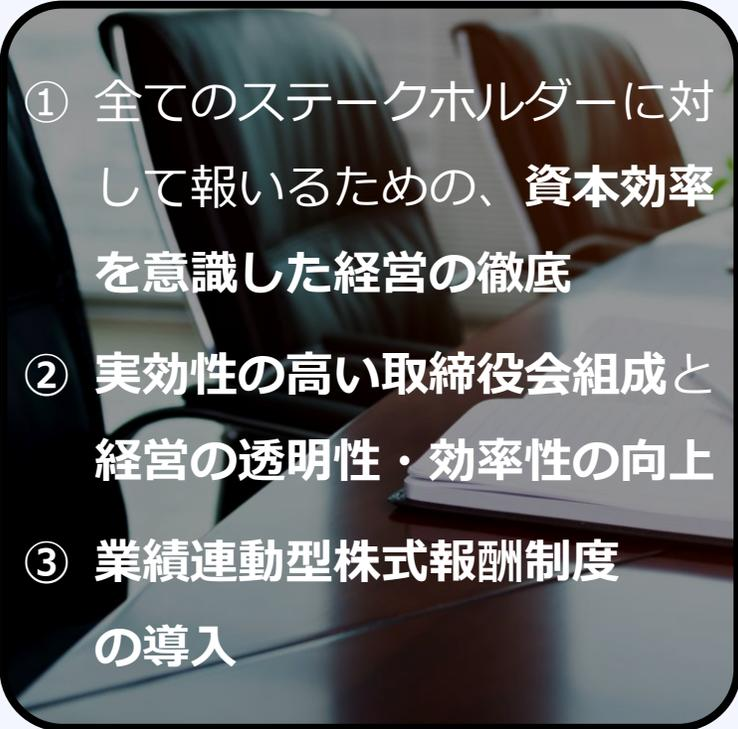 ① 全てのステークホルダーに対
して報いるための、資本効率
を意識した経営の徹底
② 実効性の高い取締役会組成と
経営の透明性・効率性の向上
③ 業績連動型株式報酬制度
の導入